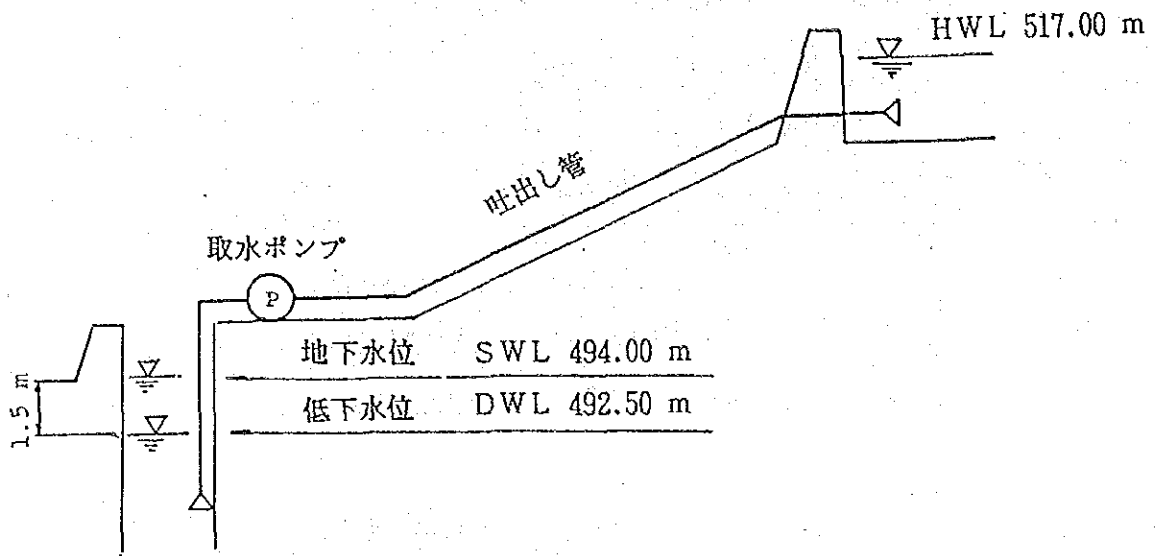 HWL 517.00 m
吐出し管
取水ポンプ
P
地下水位 SWL 494.00 m
低下水位 DWL 492.50 m
1.5 m